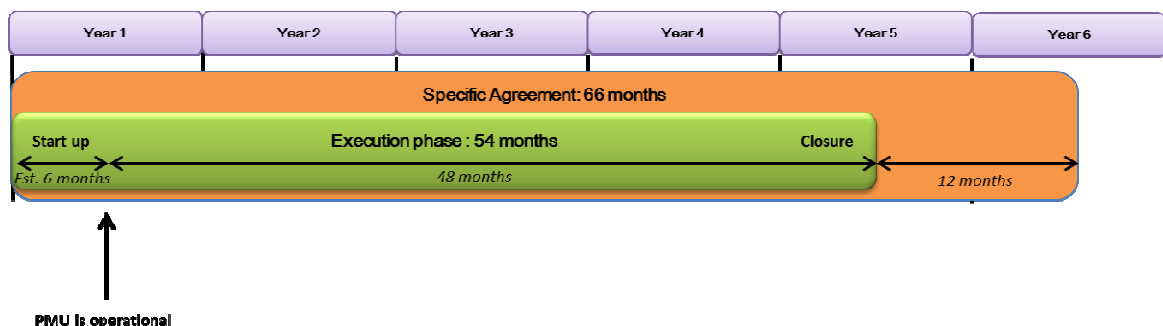 Year 1 Year 2 Year 3 Year 4 Year 5 Year 6
Specific Agreement: 66 months
Start up Execution phase : 54 months Closure
Est. 6 months 48 months 12 months
PMU is operational